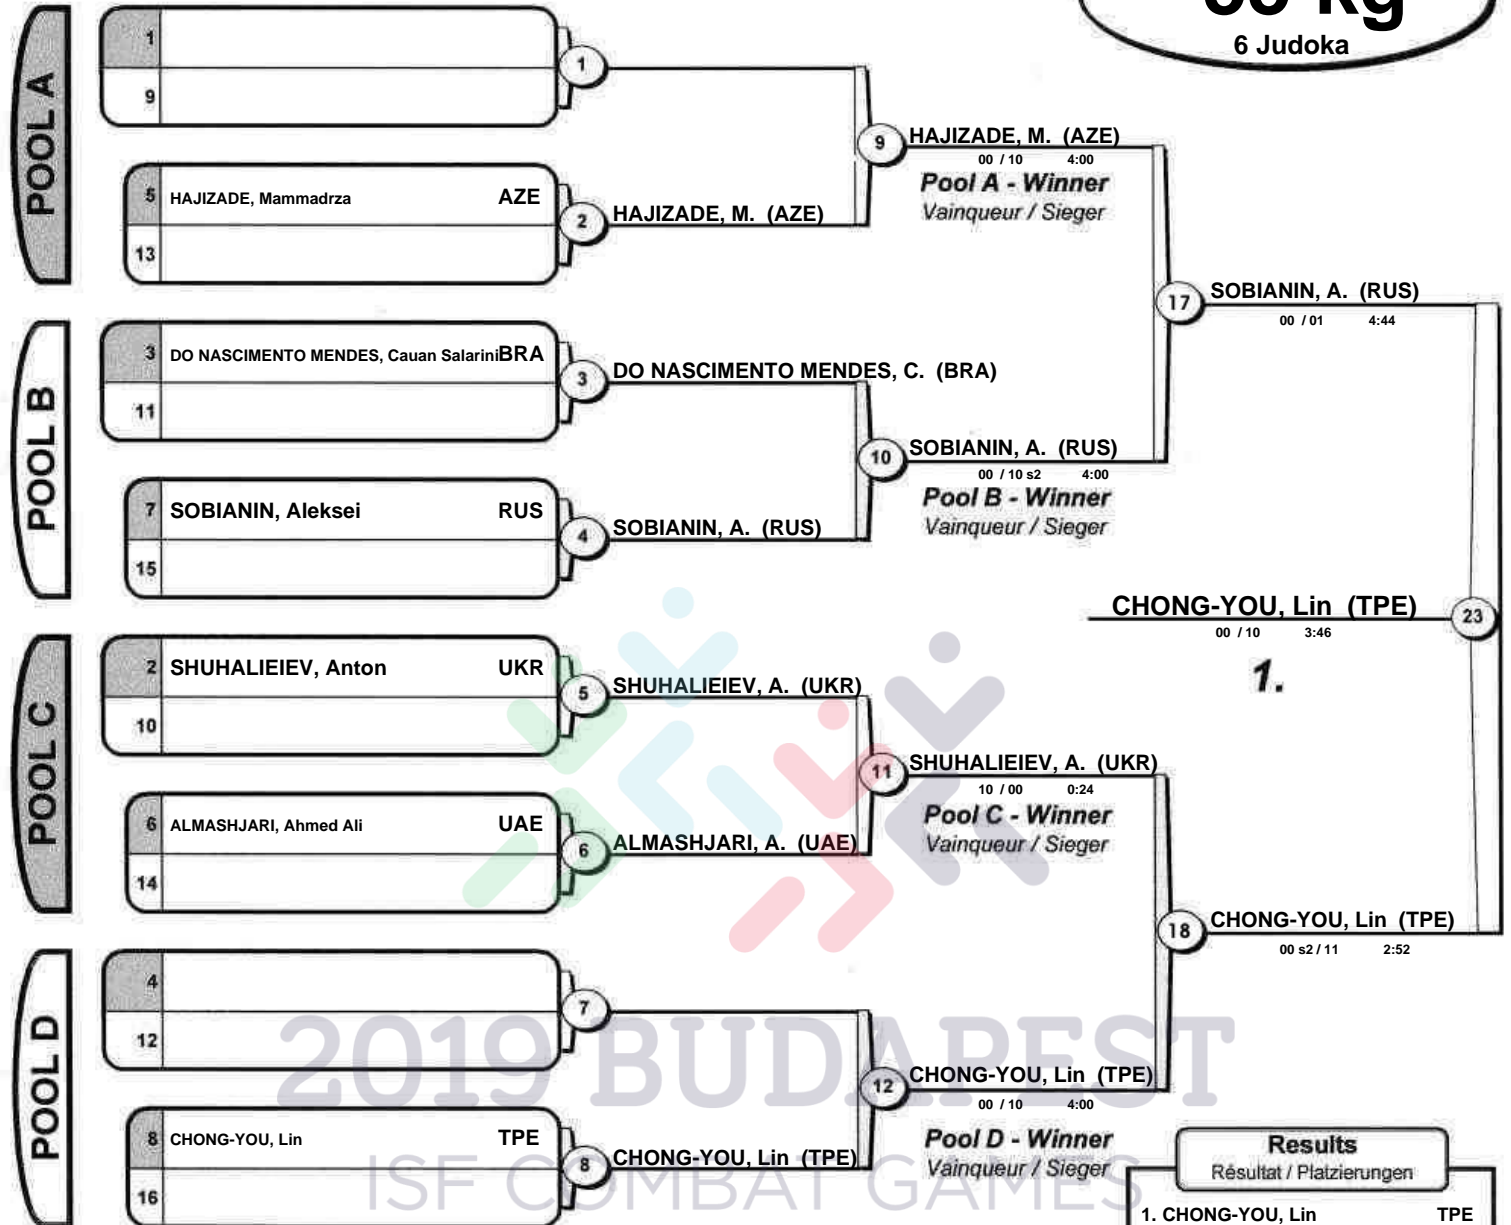 6 Judoka
POOL A
1
9
1
5 HAJIZADE, Mammadrza AZE
13
2
HAJIZADE, M. (AZE)
9
HAJIZADE, M. (AZE)
00 / 10 4:00
Pool A - Winner
Vainqueur / Sieger
17
SOBIANIN, A. (RUS)
00 / 01 4:44
POOL B
3 DO NASCIMENTO MENDES, Cauan Salarini BRA
11
3
DO NASCIMENTO MENDES, C. (BRA)
10
SOBIANIN, A. (RUS)
00 / 10 s2 4:00
Pool B - Winner
Vainqueur / Sieger
7 SOBIANIN, Aleksei RUS
15
4
SOBIANIN, A. (RUS)
CHONG-YOU, Lin (TPE)
00 / 10 3:46
23
1.
POOL C
2 SHUHALIEIEV, Anton UKR
10
5
SHUHALIEIEV, A. (UKR)
11
SHUHALIEIEV, A. (UKR)
10 / 00 0:24
Pool C - Winner
Vainqueur / Sieger
6 ALMASHJARI, Ahmed Ali UAE
14
6
ALMASHJARI, A. (UAE)
18
CHONG-YOU, Lin (TPE)
00 s2 / 11 2:52
POOL D
4
12
7
2019 BUDAPEST
12
CHONG-YOU, Lin (TPE)
00 / 10 4:00
Pool D - Winner
Vainqueur / Sieger
8 CHONG-YOU, Lin TPE
16
8
CHONG-YOU, Lin (TPE)
ISF COMBAT GAMES
Results
Résultat / Platzierungen
1. CHONG-YOU, Lin TPE